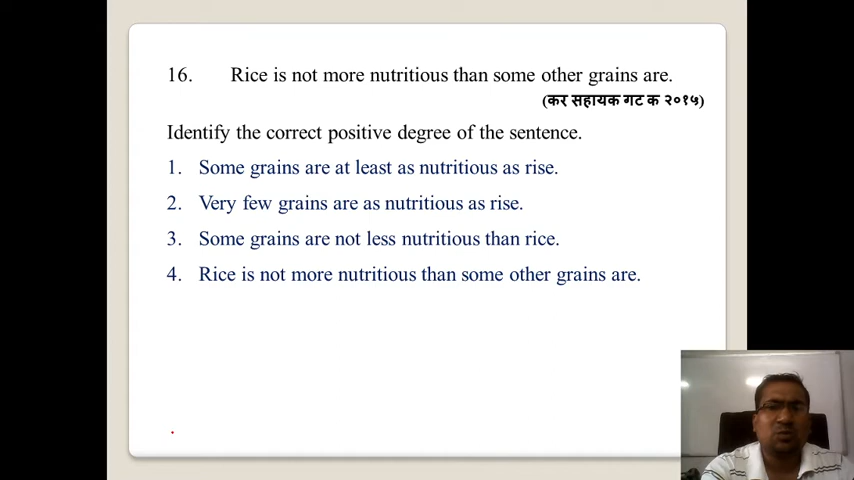 16. Rice is not more nutritious than some other grains are.
(कर सहायक गट क २०१५)
Identify the correct positive degree of the sentence.
1. Some grains are at least as nutritious as rise.
2. Very few grains are as nutritious as rise.
3. Some grains are not less nutritious than rice.
4. Rice is not more nutritious than some other grains are.